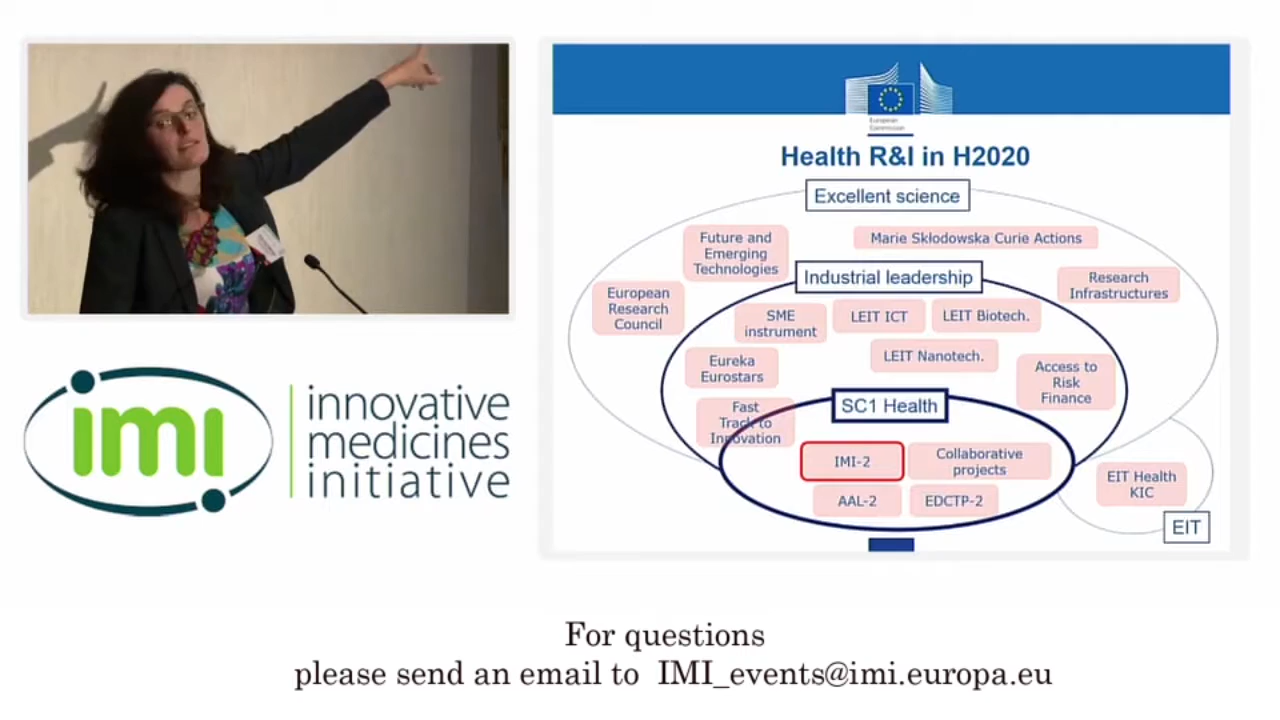 imi
innovative
medicines
initiative
European
Commission
Health R&I in H2020
Excellent science
Future and
Emerging
Technologies
Marie Skłodowska Curie Actions
Industrial leadership
Research
Infrastructures
European
Research
Council
SME
instrument
LEIT ICT
LEIT Biotech.
LEIT Nanotech.
Eureka
Eurostars
Access to
Risk
Finance
Fast
Track to
Innovation
SC1 Health
IMI-2
Collaborative
projects
AAL-2
EDCTP-2
EIT Health
KIC
EIT
For questions
please send an email to IMI_events@imi.europa.eu